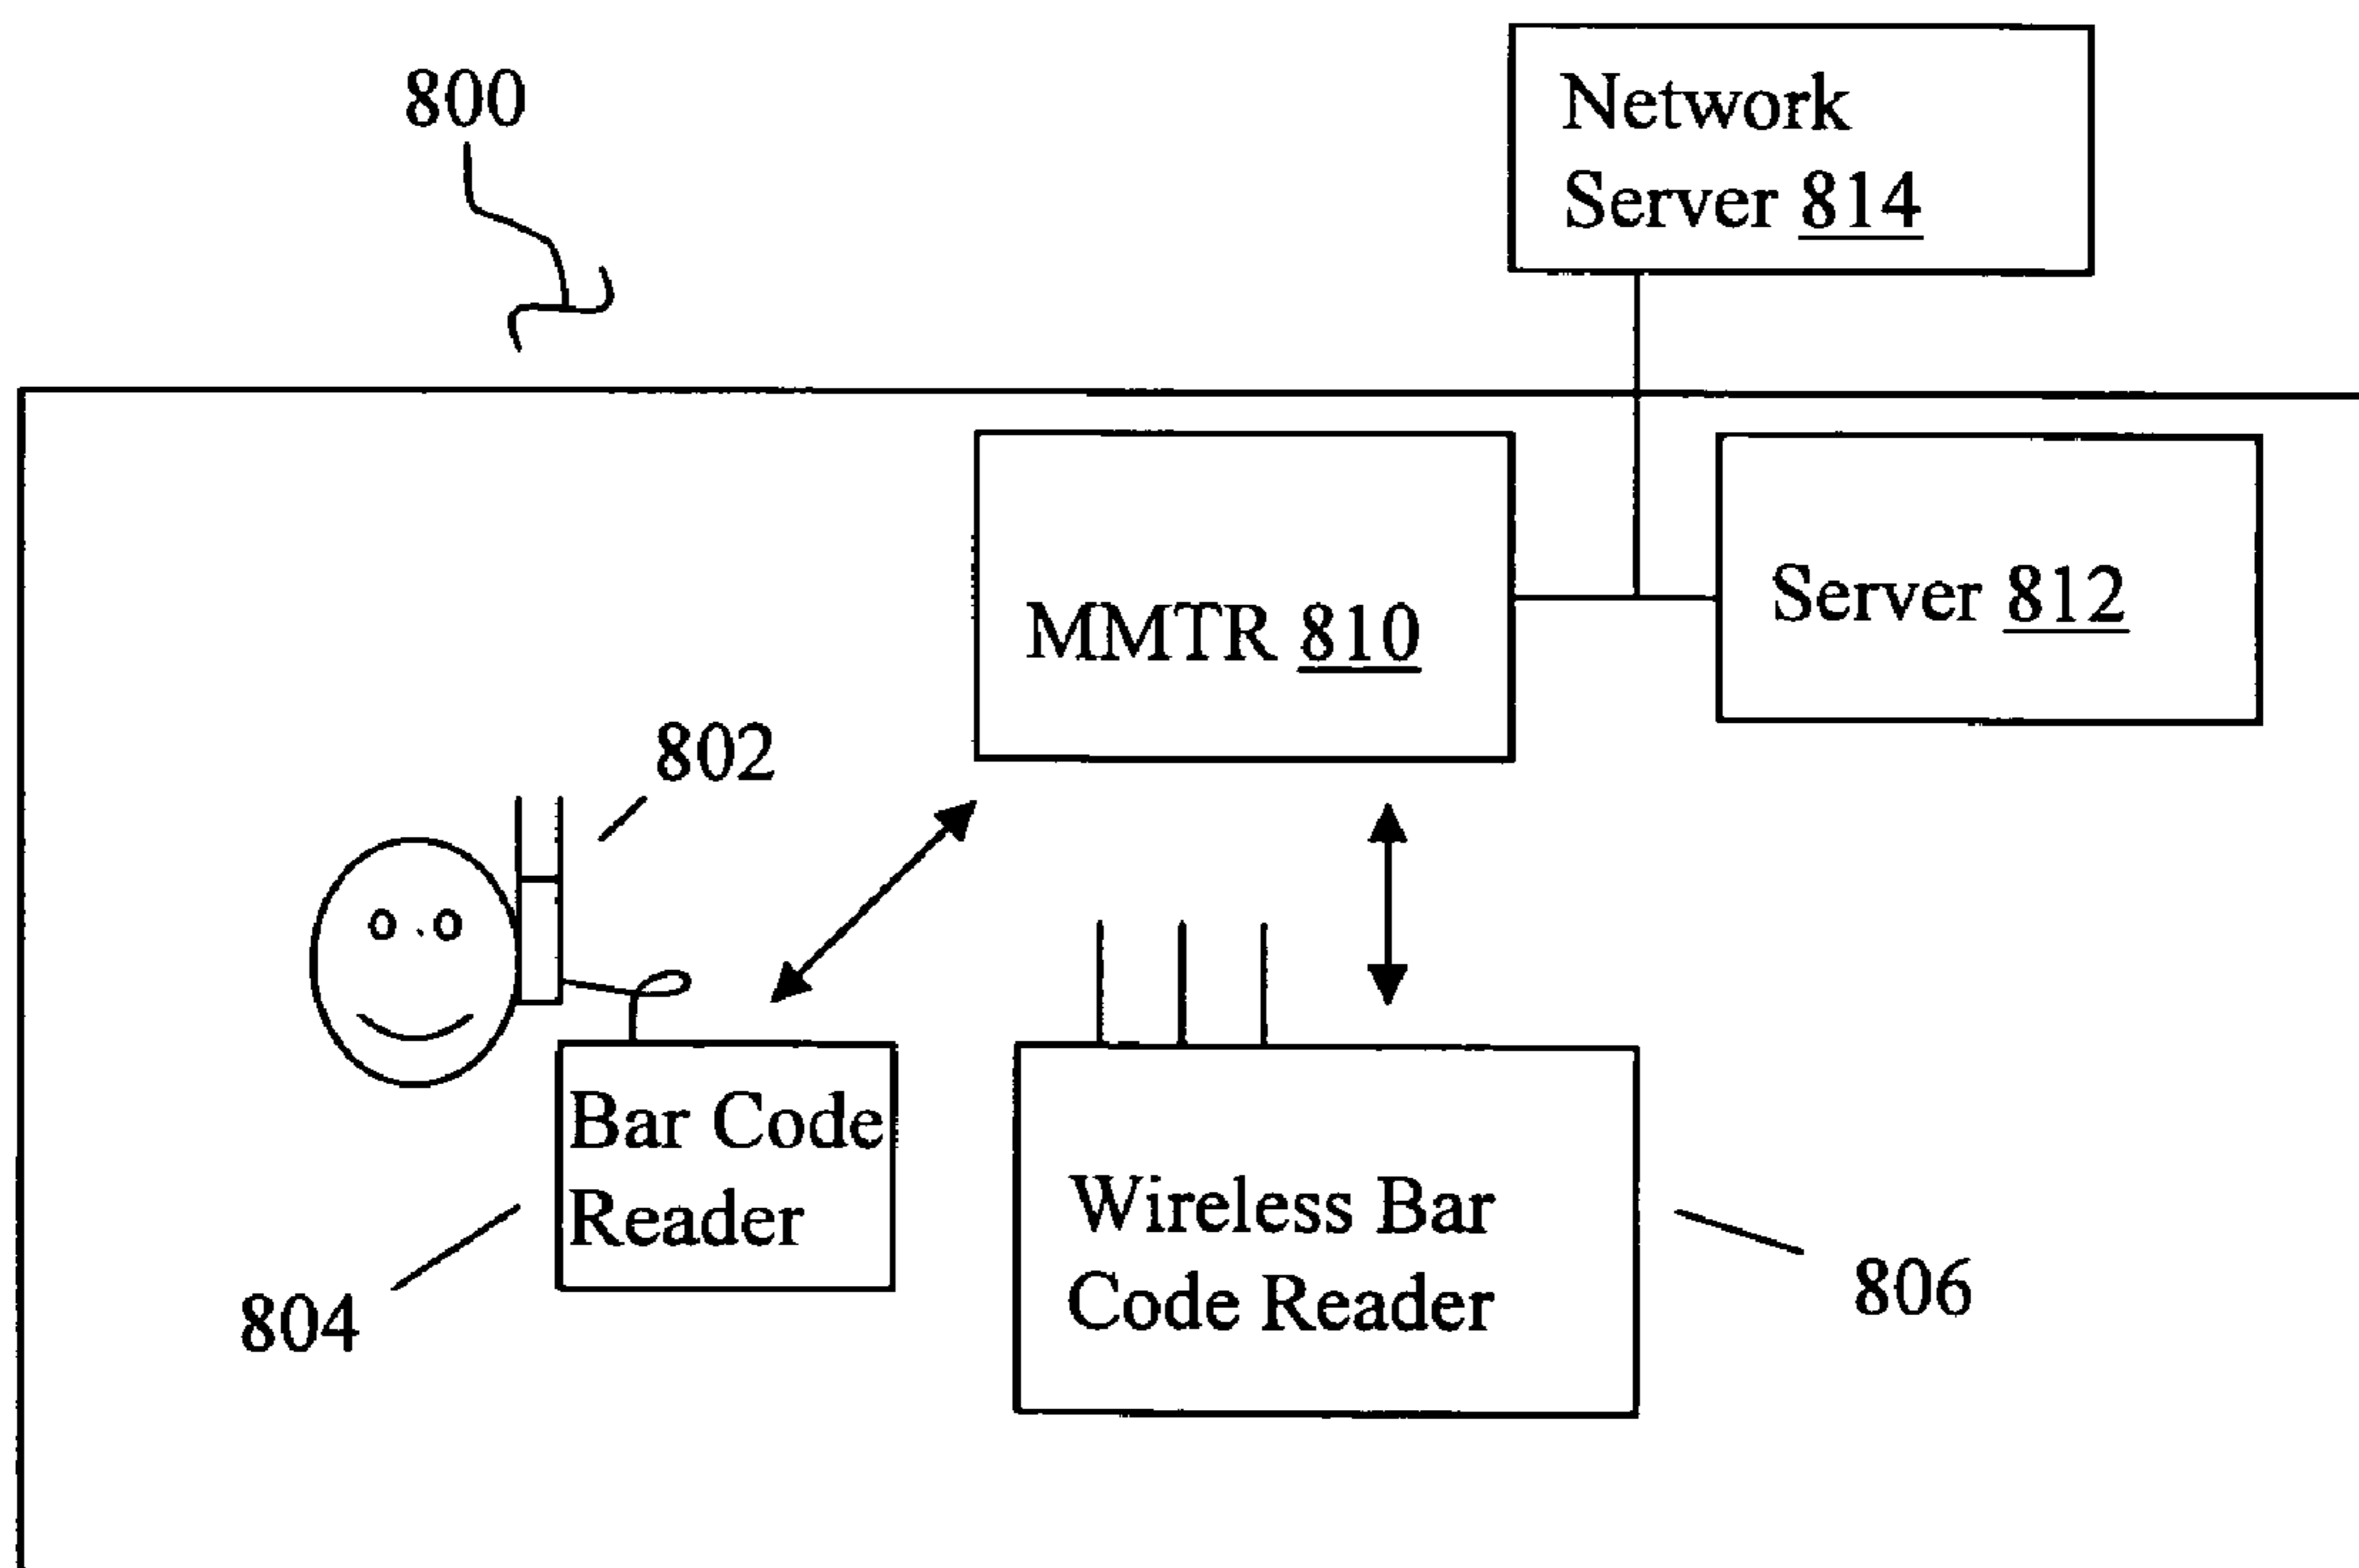 800
Network
Server 814
MMTR 810
Server 812
802
Bar Code
Reader
804
Wireless Bar
Code Reader
806